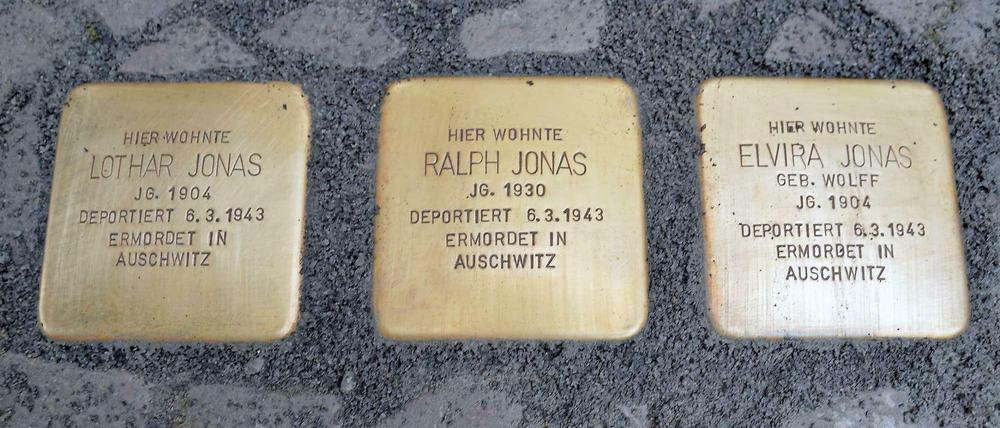 HIER WOHNTE
LOTHAR JONAS
JG. 1904
DEPORTIERT 6.3.1943
ERMORDET IN
AUSCHWITZ
HIER WOHNTE
RALPH JONAS
JG. 1930
DEPORTIERT 6.3.1943
ERMORDET IN
AUSCHWITZ
HIER WOHNTE
ELVIRA JONAS
GEB. WOLFF
JG. 1904
DEPORTIERT 6.3.1943
ERMORDET IN
AUSCHWITZ